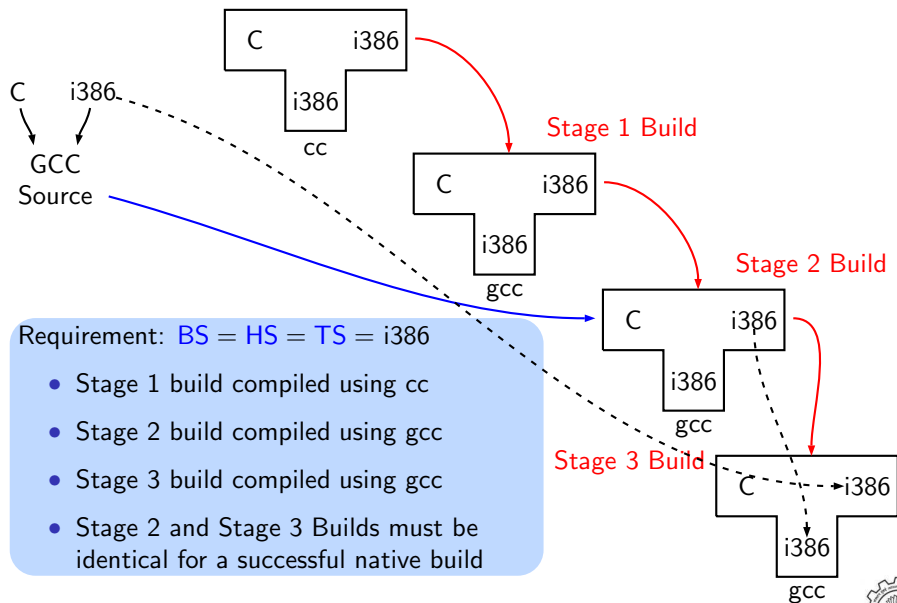 C i386
i386
cc
C i386
GCC
Source
Stage 1 Build
C i386
i386
gcc
Stage 2 Build
C i386
i386
gcc
Requirement: BS = HS = TS = i386
• Stage 1 build compiled using cc
• Stage 2 build compiled using gcc
• Stage 3 build compiled using gcc
• Stage 2 and Stage 3 Builds must be
identical for a successful native build
Stage 3 Build
C i386
i386
gcc